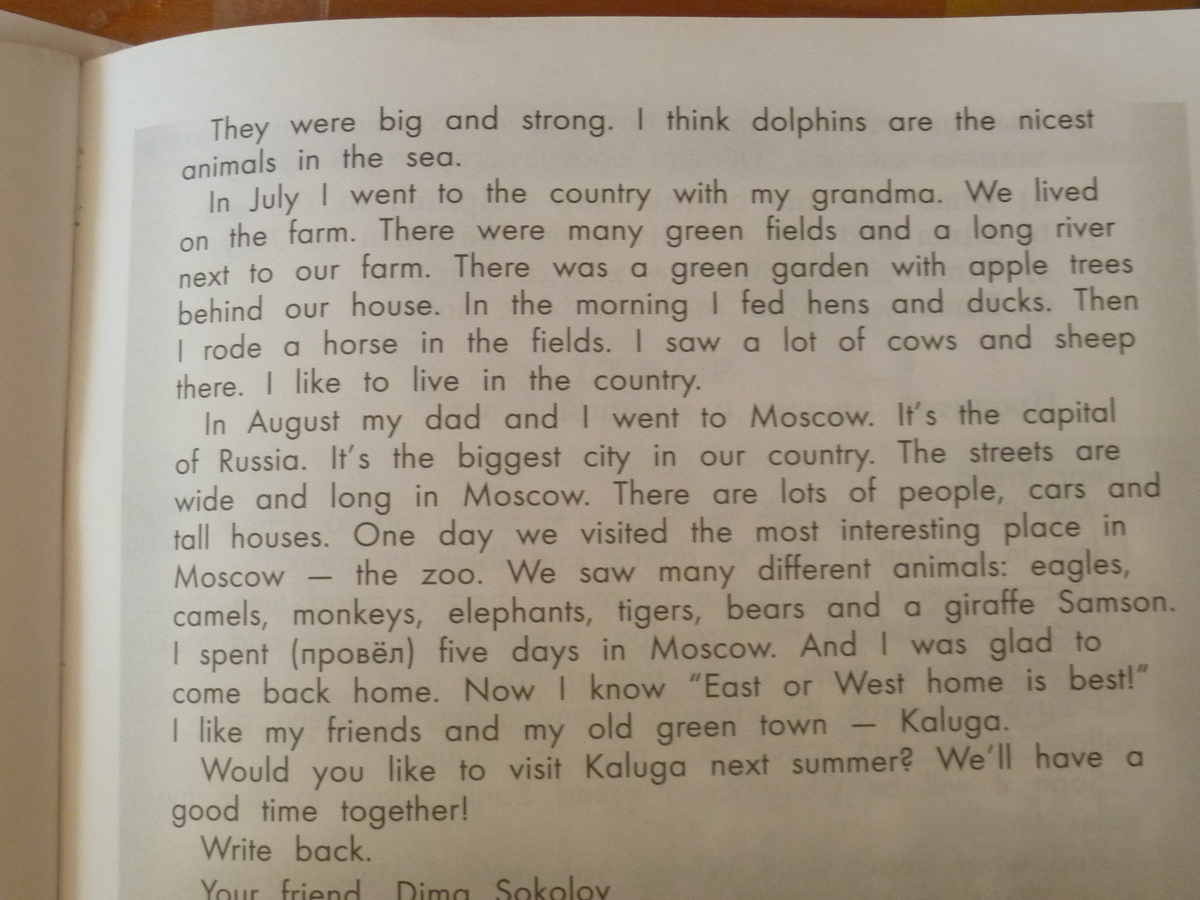 They were big and strong. I think dolphins are the nicest
animals in the sea.
In July I went to the country with my grandma. We lived
on the farm. There were many green fields and a long river
next to our farm. There was a green garden with apple trees
behind our house. In the morning I fed hens and ducks. Then
I rode a horse in the fields. I saw a lot of cows and sheep
there. I like to live in the country.
In August my dad and I went to Moscow. It's the capital
of Russia. It's the biggest city in our country. The streets are
wide and long in Moscow. There are lots of people, cars and
tall houses. One day we visited the most interesting place in
Moscow — the zoo. We saw many different animals: eagles,
camels, monkeys, elephants, tigers, bears and a giraffe Samson.
I spent (провёл) five days in Moscow. And I was glad to
come back home. Now I know "East or West home is best!"
I like my friends and my old green town — Kaluga.
Would you like to visit Kaluga next summer? We'll have a
good time together!
Write back.
Your friend Dima Sokolov